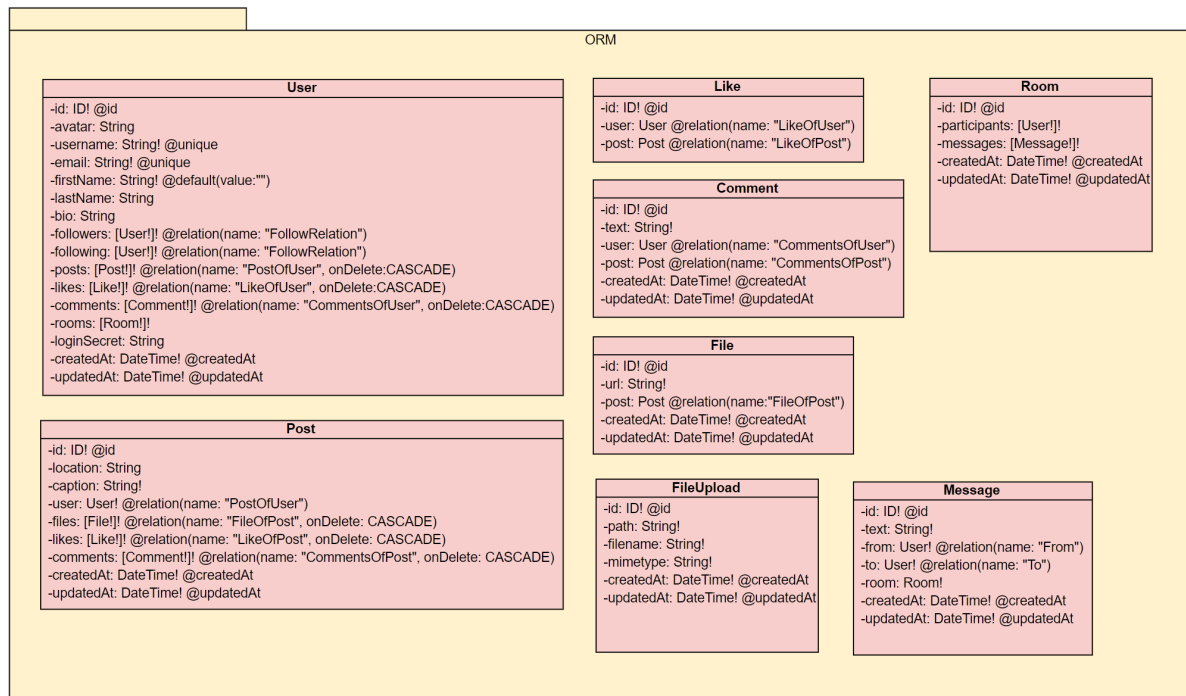 ORM
User
-id: ID! @id
-avatar: String
-username: String! @unique
-email: String! @unique
-firstName: String! @default(value:"")
-lastName: String
-bio: String
-followers: [User!]! @relation(name: "FollowRelation")
-following: [User!]! @relation(name: "FollowRelation")
-posts: [Post!]! @relation(name: "PostOfUser", onDelete:CASCADE)
-likes: [Like!]! @relation(name: "LikeOfUser", onDelete:CASCADE)
-comments: [Comment!]! @relation(name: "CommentsOfUser", onDelete:CASCADE)
-rooms: [Room!]!
-loginSecret: String
-createdAt: DateTime! @createdAt
-updatedAt: DateTime! @updatedAt
Post
-id: ID! @id
-location: String
-caption: String!
-user: User! @relation(name: "PostOfUser")
-files: [File!]! @relation(name: "FileOfPost", onDelete: CASCADE)
-likes: [Like!]! @relation(name: "LikeOfPost", onDelete: CASCADE)
-comments: [Comment!]! @relation(name: "CommentsOfPost", onDelete: CASCADE)
-createdAt: DateTime! @createdAt
-updatedAt: DateTime! @updatedAt
Like
-id: ID! @id
-user: User @relation(name: "LikeOfUser")
-post: Post @relation(name: "LikeOfPost")
Comment
-id: ID! @id
-text: String!
-user: User @relation(name: "CommentsOfUser")
-post: Post @relation(name: "CommentsOfPost")
-createdAt: DateTime! @createdAt
-updatedAt: DateTime! @updatedAt
File
-id: ID! @id
-url: String!
-post: Post @relation(name:"FileOfPost")
-createdAt: DateTime! @createdAt
-updatedAt: DateTime! @updatedAt
FileUpload
-id: ID! @id
-path: String!
-filename: String!
-mimetype: String!
-createdAt: DateTime! @createdAt
-updatedAt: DateTime! @updatedAt
Room
-id: ID! @id
-participants: [User!]!
-messages: [Message!]!
-createdAt: DateTime! @createdAt
-updatedAt: DateTime! @updatedAt
Message
-id: ID! @id
-text: String!
-from: User! @relation(name: "From")
-to: User! @relation(name: "To")
-room: Room!
-createdAt: DateTime! @createdAt
-updatedAt: DateTime! @updatedAt